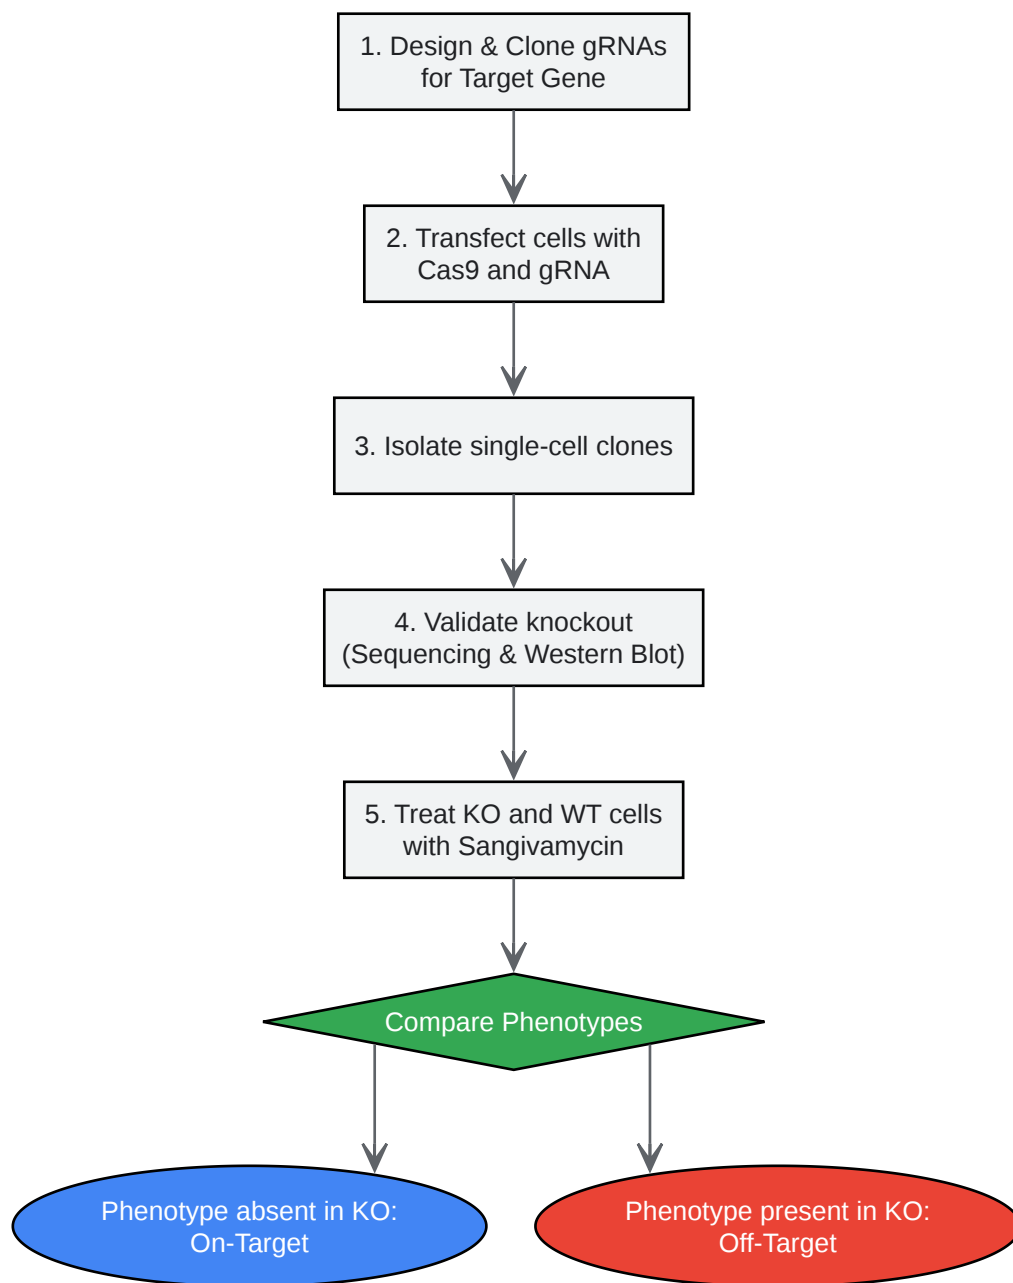 1. Design & Clone gRNAs
for Target Gene
2. Transfect cells with
Cas9 and gRNA
3. Isolate single-cell clones
4. Validate knockout
(Sequencing & Western Blot)
5. Treat KO and WT cells
with Sangivamycin
Compare Phenotypes
Phenotype absent in KO:
On-Target
Phenotype present in KO:
Off-Target